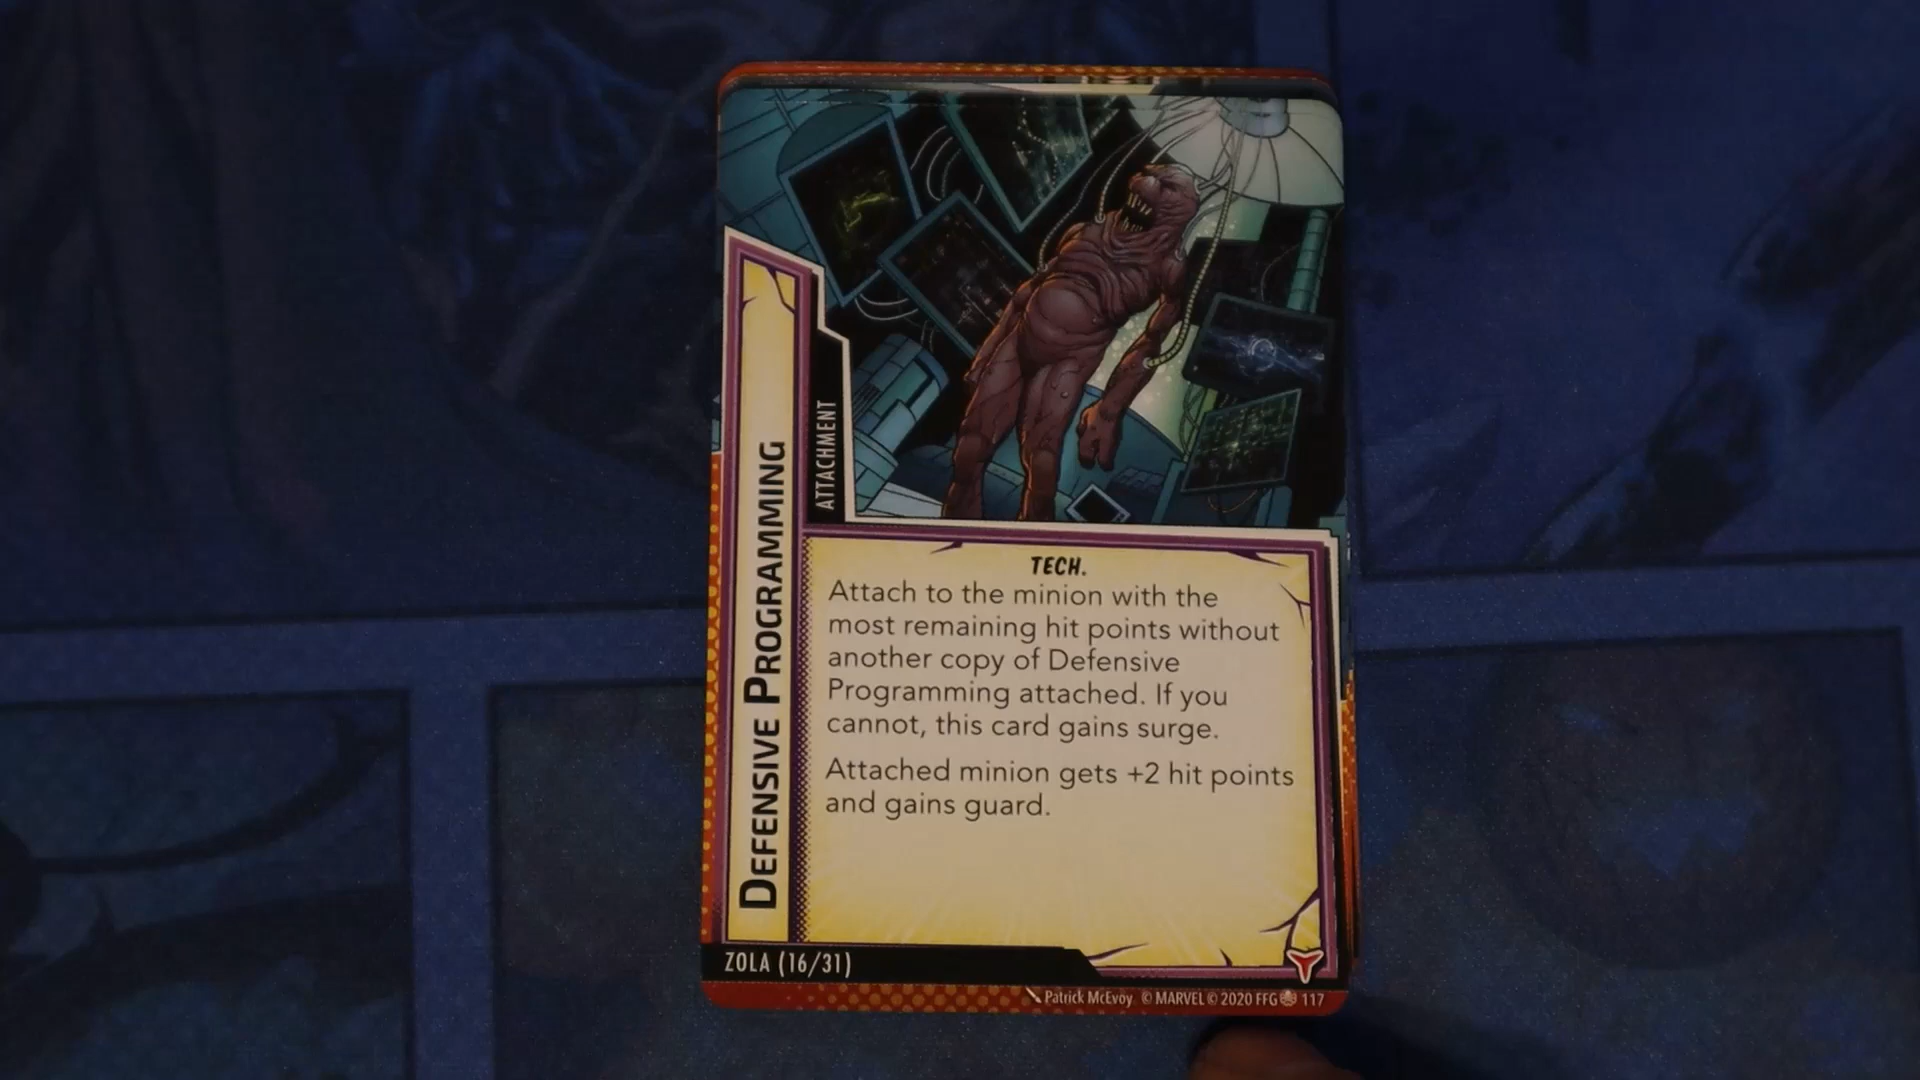 DEFENSIVE PROGRAMMING
ATTACHMENT
TECH.
Attach to the minion with the
most remaining hit points without
another copy of Defensive
Programming attached. If you
cannot, this card gains surge.
Attached minion gets +2 hit points
and gains guard.
ZOLA (16/31)
Patrick McEvoy © MARVEL © 2020 FFG 117